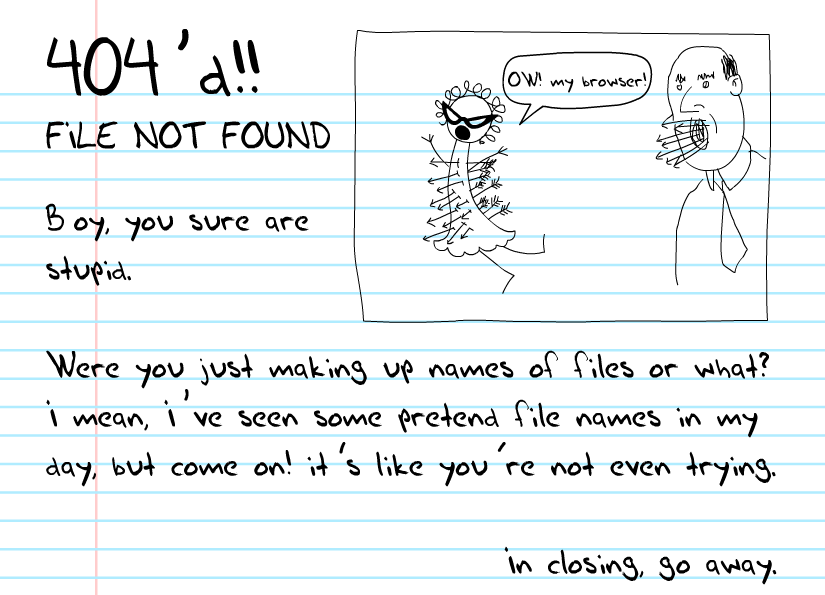 404'd!!
FiLE NOT FOUND
OW! my browser!
Boy, you sure are
stupid.
Were you just making up names of files or what?
i mean, i've seen some pretend file names in my
day, but come on! it's like you're not even trying.
in closing, go away.